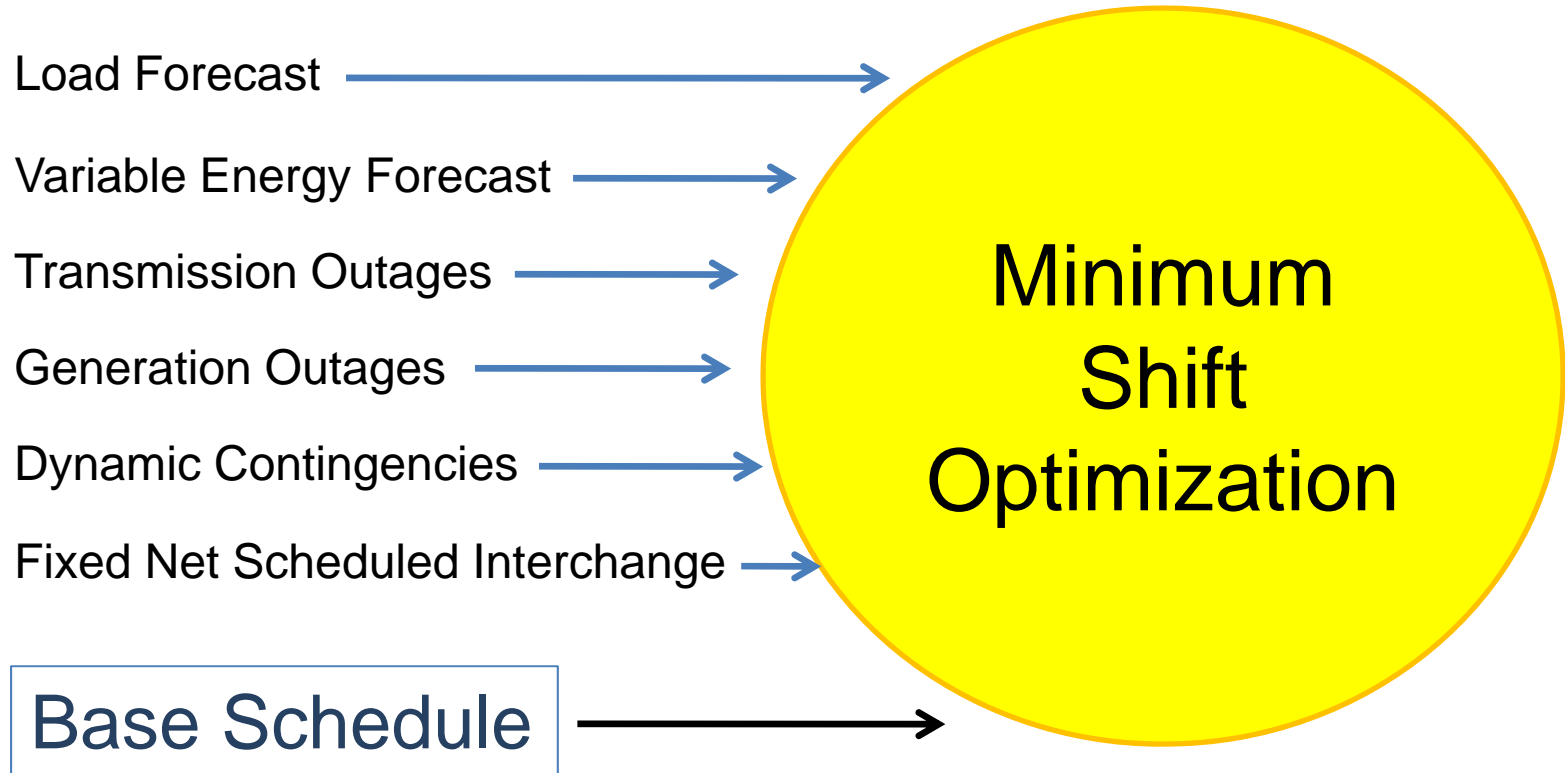 Load Forecast
Variable Energy Forecast
Transmission Outages
Generation Outages
Dynamic Contingencies
Fixed Net Scheduled Interchange
Base Schedule
Minimum
Shift
Optimization